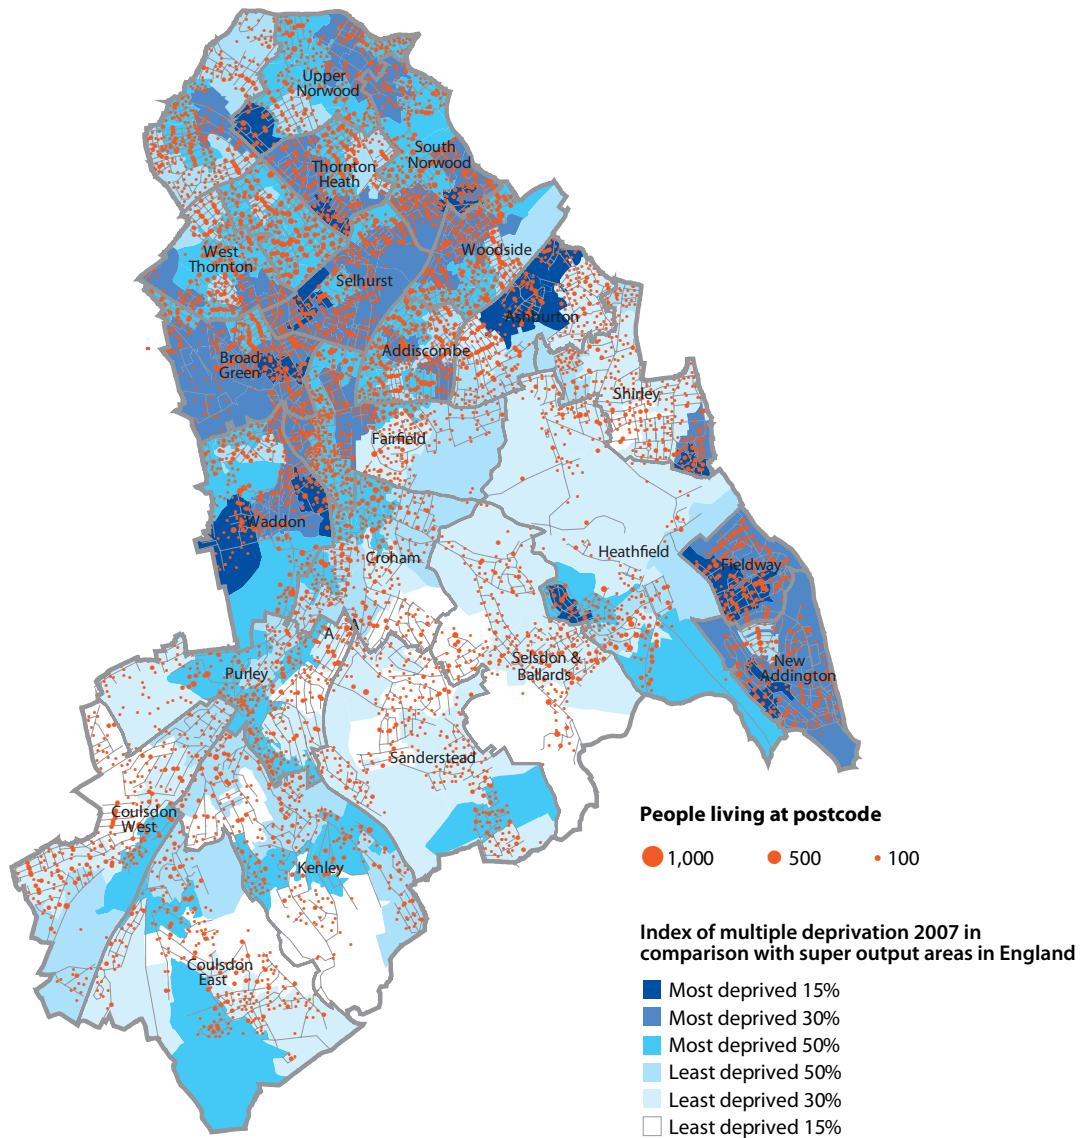 Upper
Norwood
South
Norwood
Thornton
Heath
West
Thornton
Woodside
Selhurst
Ashburton
Addiscombe
Broad
Green
Shirley
Fairfield
Waddon
Croham
Heathfield
Fieldway
A
A
Selsdon &
Ballards
New
Addington
Purley
Sanderstead
Coulsdon
West
Kenley
Coulsdon
East
People living at postcode
1,000 500 100
Index of multiple deprivation 2007 in
comparison with super output areas in England
Most deprived 15%
Most deprived 30%
Most deprived 50%
Least deprived 50%
Least deprived 30%
Least deprived 15%